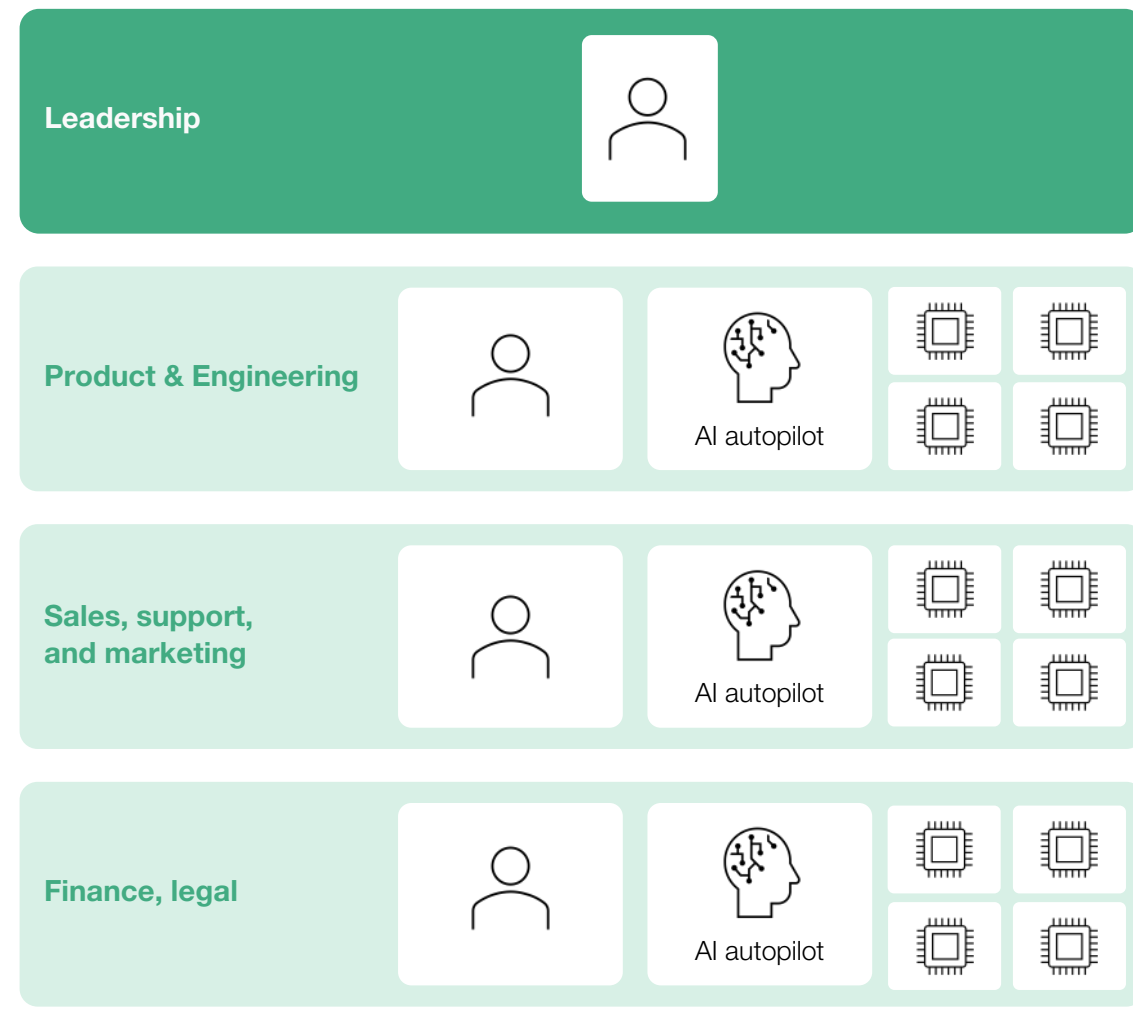 Leadership
Product & Engineering
AI autopilot
Sales, support,
and marketing
AI autopilot
Finance, legal
AI autopilot